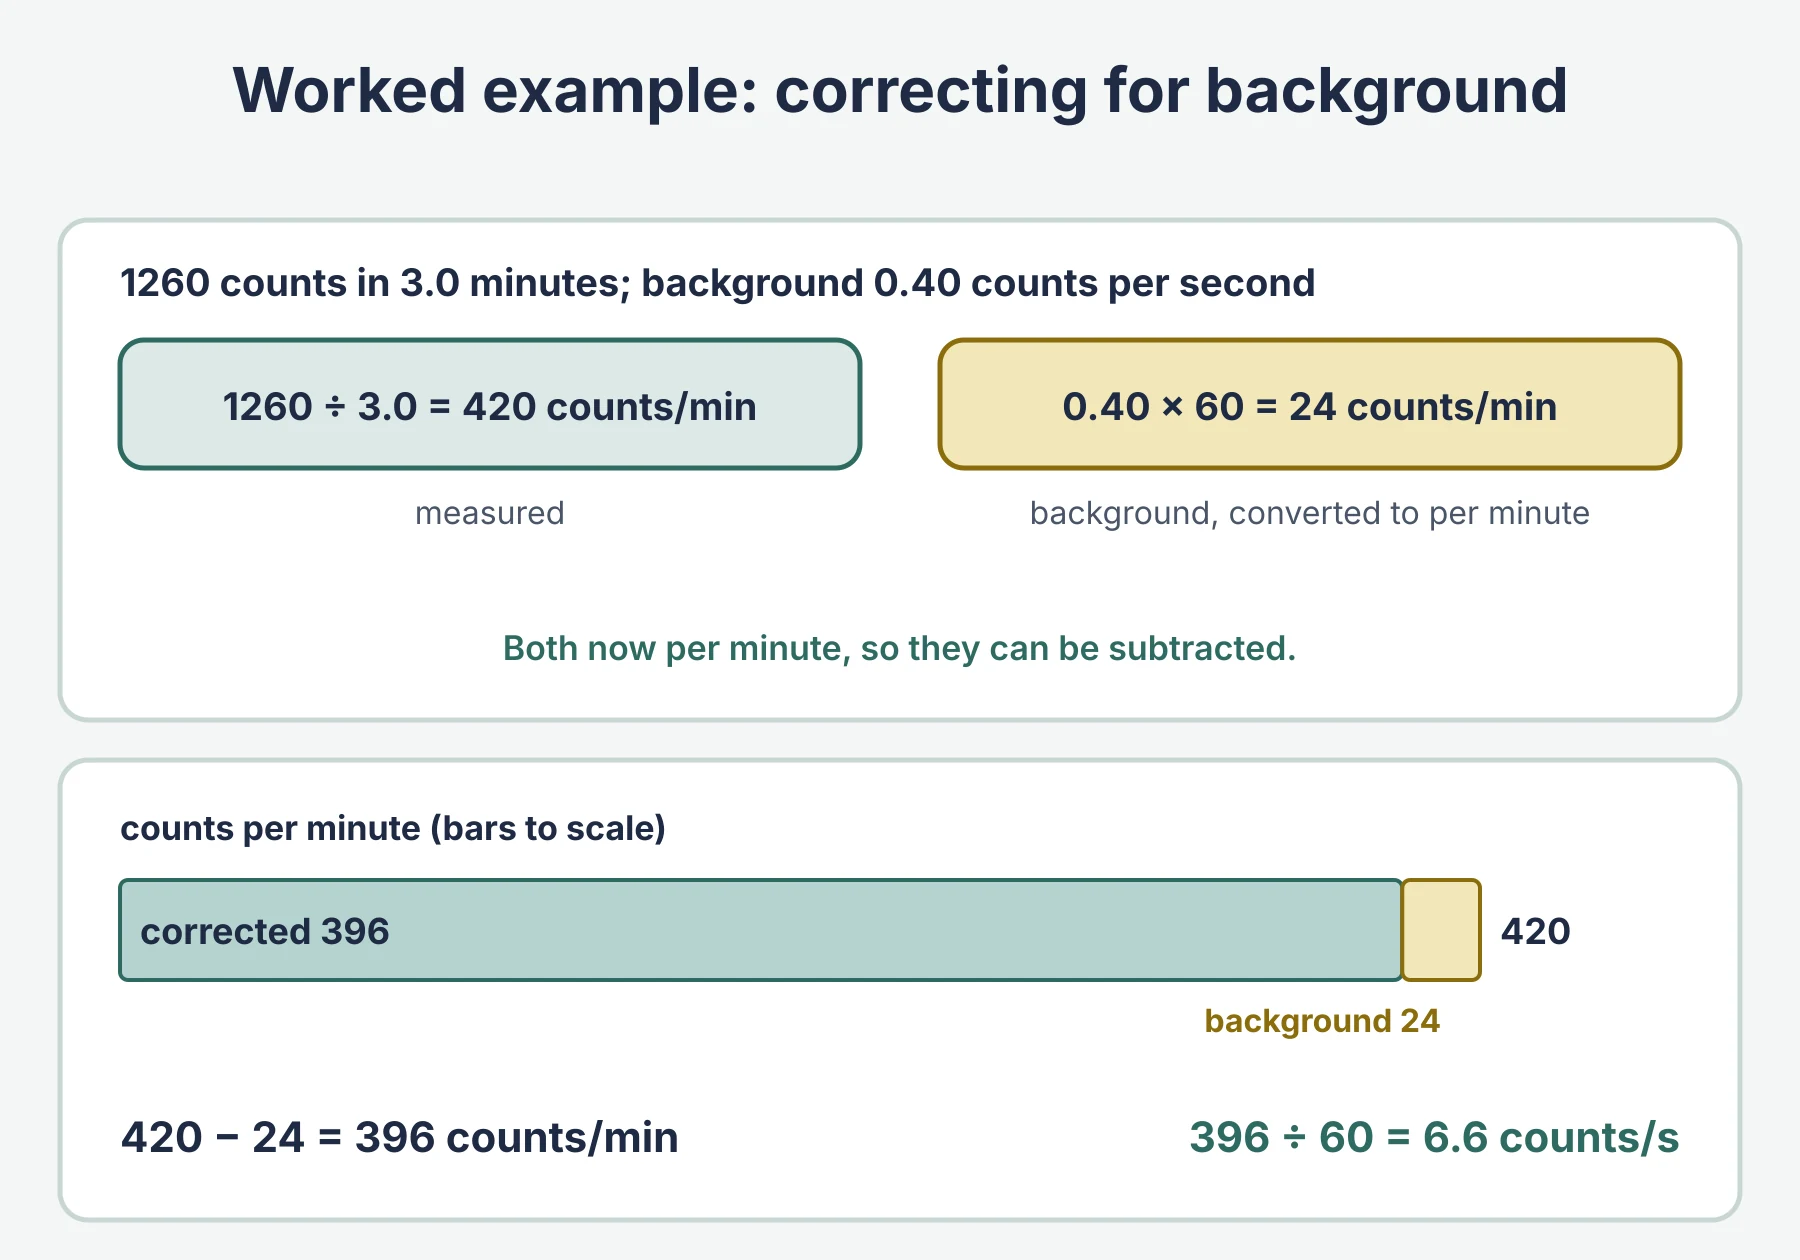 Worked example: correcting for background
1260 counts in 3.0 minutes; background 0.40 counts per second
1260 ÷ 3.0 = 420 counts/min
0.40 × 60 = 24 counts/min
measured
background, converted to per minute
Both now per minute, so they can be subtracted.
counts per minute (bars to scale)
corrected 396
420
background 24
420 − 24 = 396 counts/min
396 ÷ 60 = 6.6 counts/s